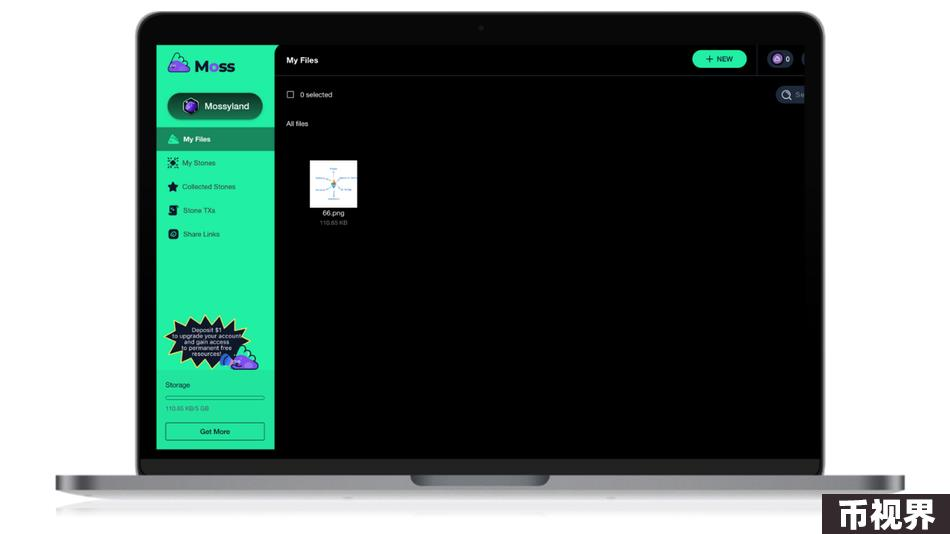 Moss
Mossyland
My Files
My Stones
Collected Stones
Stone TXs
Share Links
Deposit $1
to upgrade your account
and gain access
to permanent free
resources!
Storage
110.65 KB/5 GB
Get More
My Files
+ NEW
0
0 selected
Se
All files
66.png
110.65 KB
币视界